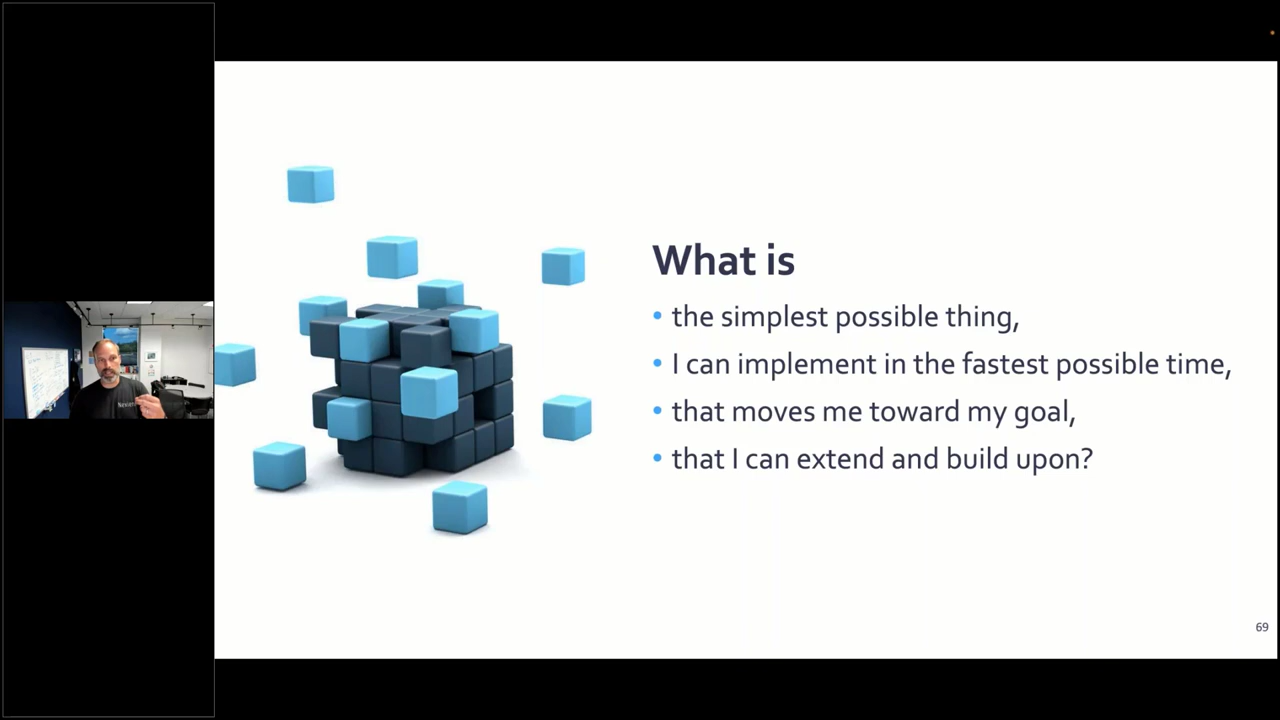 What is
• the simplest possible thing,
• I can implement in the fastest possible time,
• that moves me toward my goal,
• that I can extend and build upon?
69